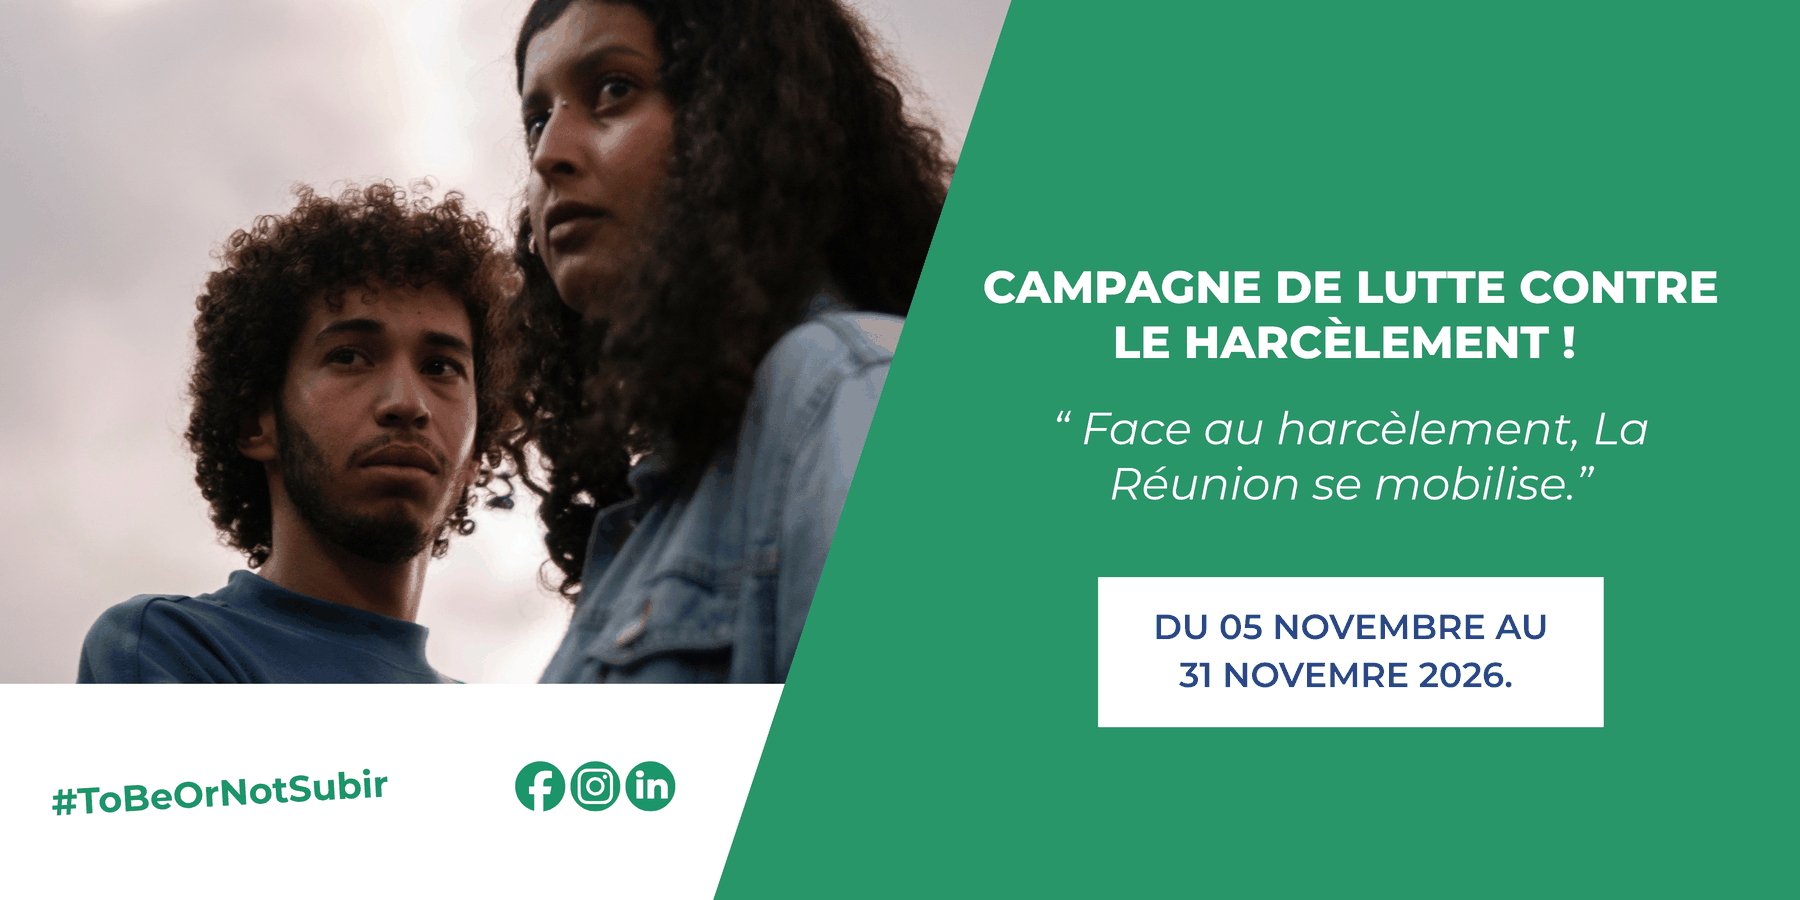 CAMPAGNE DE LUTTE CONTRE
LE HARCÈLEMENT !
“ Face au harcèlement, La
Réunion se mobilise.”
DU 05 NOVEMBRE AU
31 NOVEMRE 2026.
#ToBeOrNotSubir